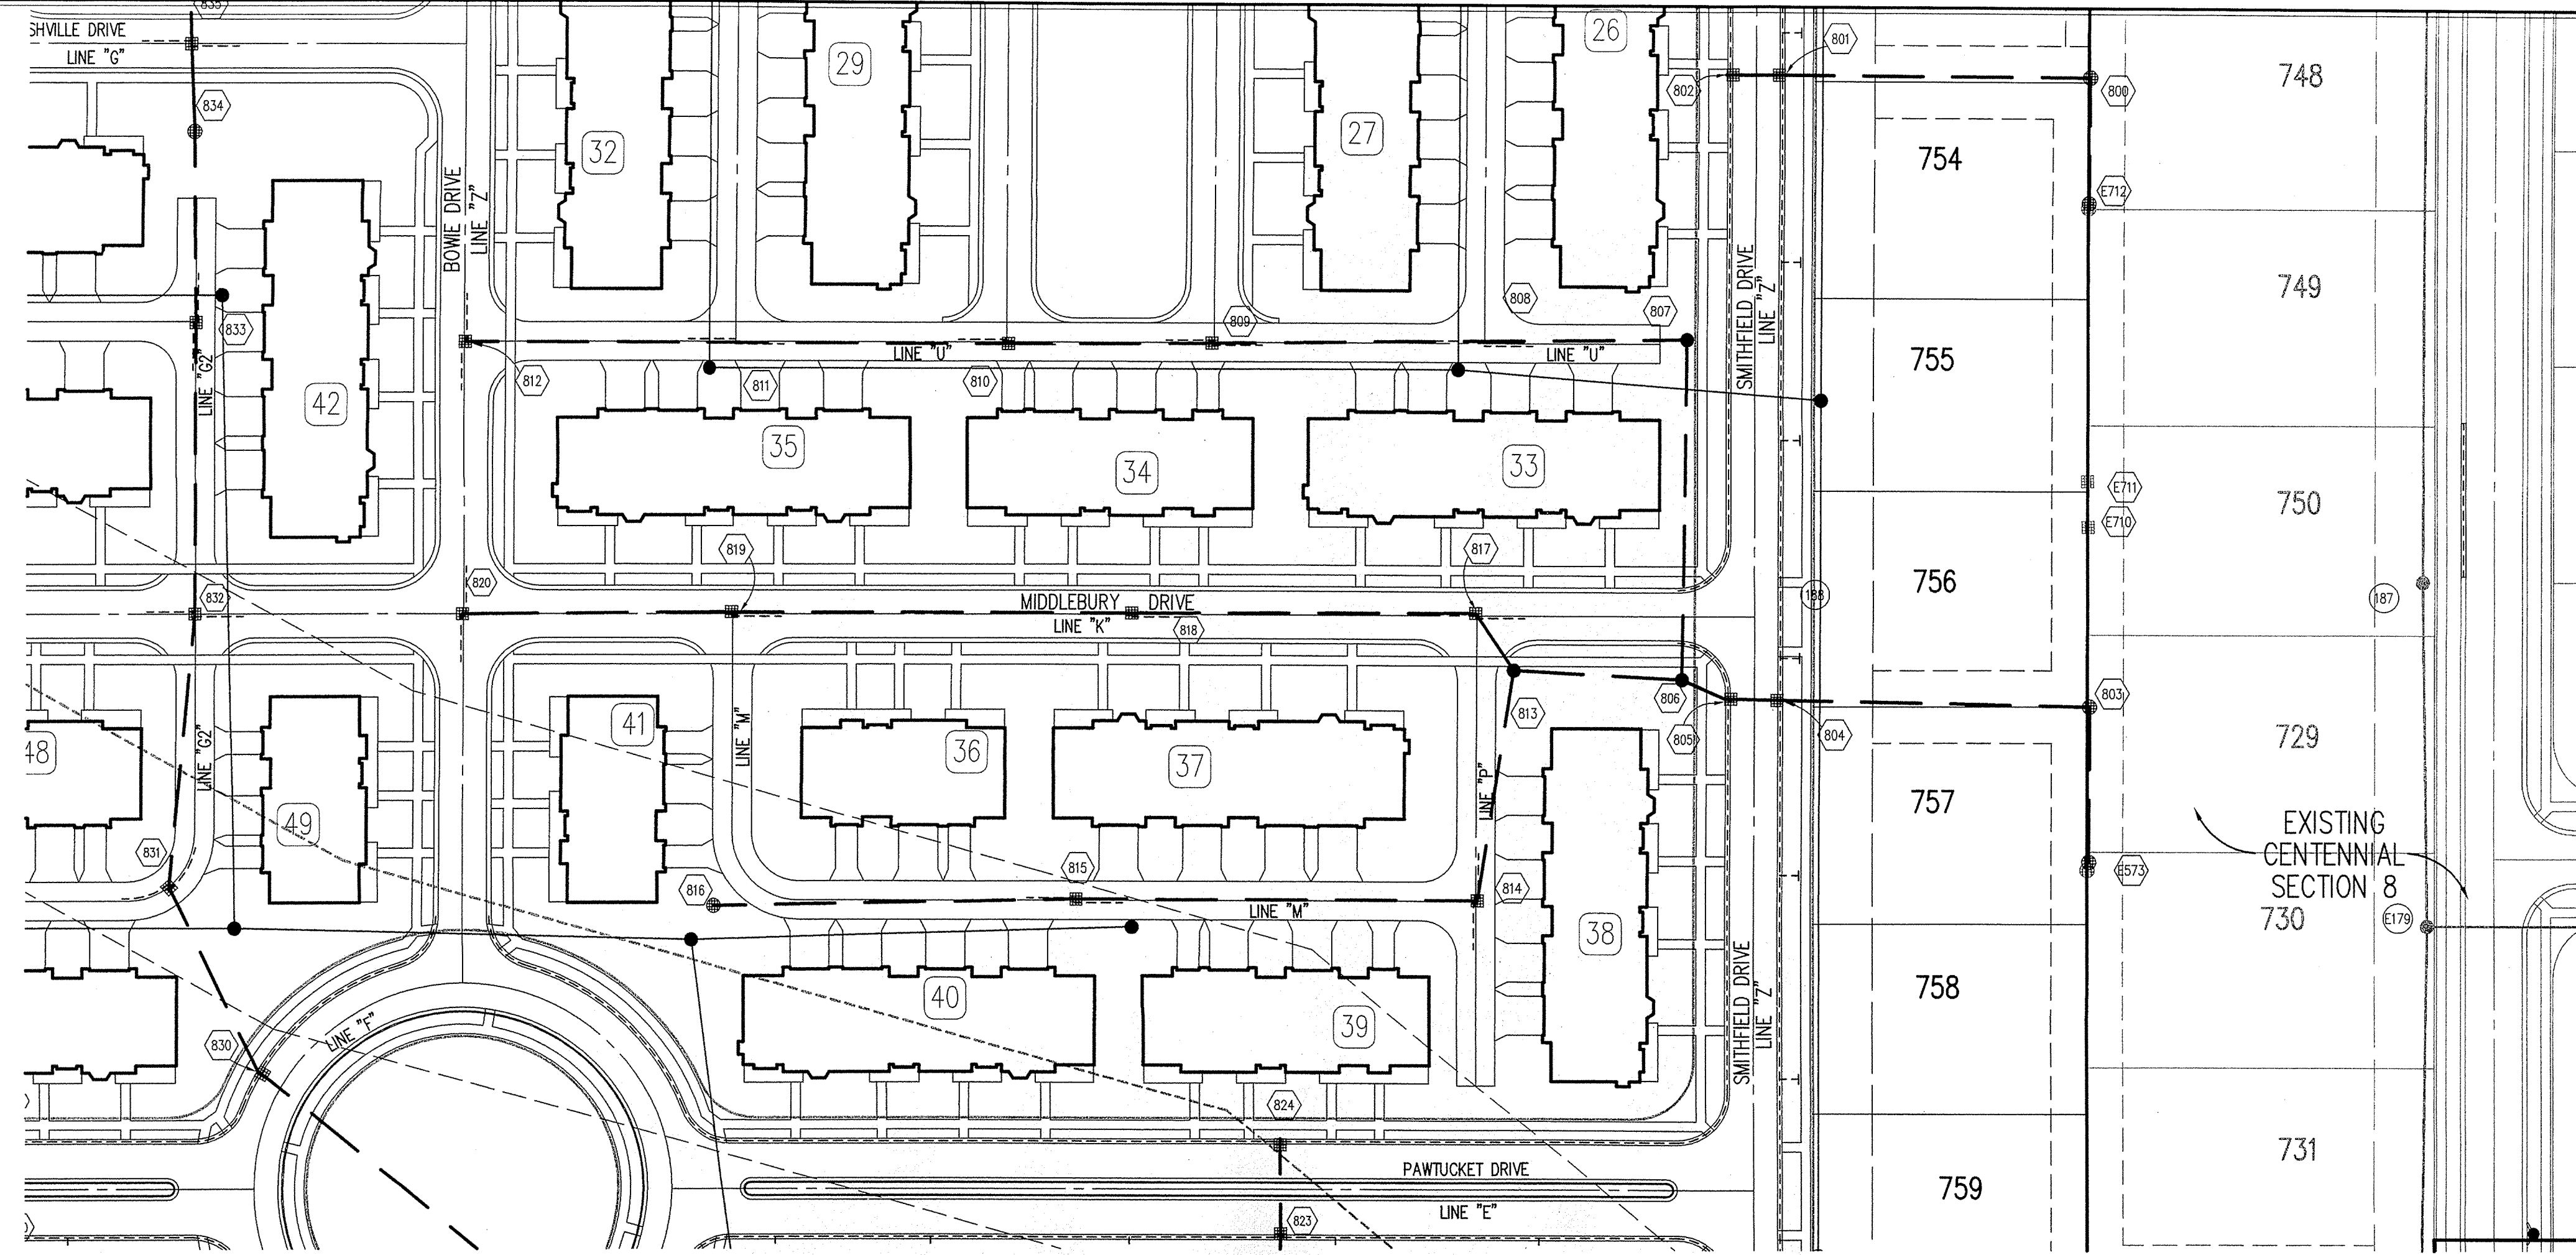 835
SHVILLE DRIVE
LINE "G"
834
29
26
801
802
800
748
32
27
754
E712
BOWIE DRIVE
LINE "Z"
SMITHFIELD DRIVE
LINE "Z"
749
833
808
807
809
LINE "G2"
LINE "U"
LINE "U"
755
812
811
810
42
35
34
33
E711
750
E710
819
817
820
832
MIDDLEBURY DRIVE
LINE "K"
818
188
756
187
806
803
813
805
804
LINE "G2"
LINE "M"
41
36
37
LINE "P"
48
729
49
757
EXISTING
CENTENNIAL
SECTION 8
831
815
816
814
E573
LINE "M"
730
E179
38
40
39
SMITHFIELD DRIVE
LINE "Z"
758
LINE "F"
830
824
731
PAWTUCKET DRIVE
759
LINE "E"
823